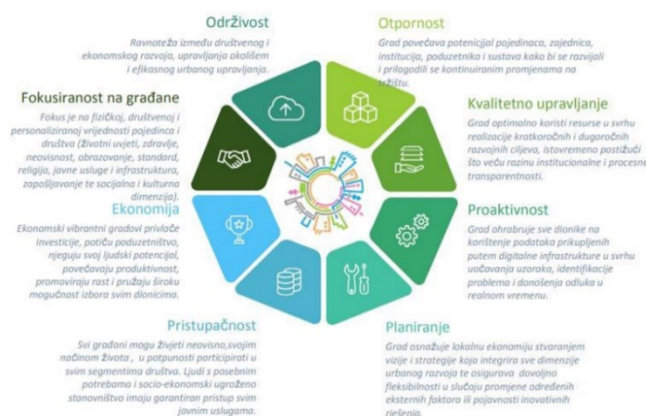 Održivost
Ravnoteža između društvenog i
ekonomskog razvoja, upravljanja okolišem
i efikasnog urbanog upravljanja.
Otpornost
Grad povećava potenicjal pojedinaca, zajednica,
institucija, poduzetnika i sustava kako bi se razvijali
i prilagodili se kontinuiranim promjenama na
tržištu.
Fokusiranost na građane
Fokus je na fizičkoj, društvenoj i
personaliziranoj vrijednosti pojedinca i
društva (životni uvjeti, zdravlje,
neovisnost, obrazovanje, standard,
religija, javne usluge i infrastruktura,
zapošljavanje te socijalna i kulturna
dimenzija).
Kvalitetno upravljanje
Grad optimalno koristi resurse u svrhu
realizacije kratkoročnih i dugoročnih
razvojnih ciljeva, istovremeno postižući
što veću razinu institucionalne i procesne
transparentnosti.
Ekonomija
Ekonomski vibrantni gradovi privlače
investicije, potiču poduzetništvo,
njeguju svoj ljudski potencijal,
povećavaju produktivnost,
promoviraju rast i pružaju široku
mogućnost izbora svim dionicima.
Proaktivnost
Grad ohrabruje sve dionike na
korištenje podataka prikupljenih
putem digitalne infrastrukture u svrhu
uočavanja uzoraka, identifikacije
problema i donošenja odluka u
realnom vremenu.
Pristupačnost
Svi građani mogu živjeti neovisno,svojim
načinom života , u potpunosti participirati u
svim segmentima društva. Ljudi s posebnim
potrebama i socio-ekonomski ugroženo
stanovništvo imaju garantiran pristup svim
javnim uslugama.
Planiranje
Grad osnažuje lokalnu ekonomiju stvaranjem
vizije i strategije koja integrira sve dimenzije
urbanog razvoja te osigurava dovoljno
fleksibilnosti u slučaju promjene određenih
eksternih faktora ili pojavnosti inovativnih
rješenja.